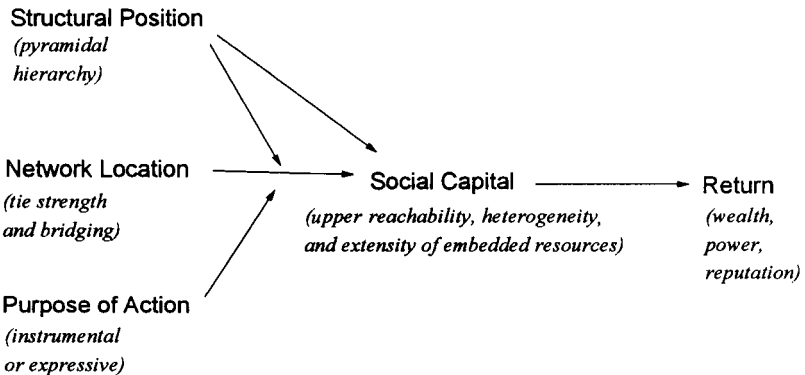 Structural Position
(pyramidal
hierarchy)
Network Location
(tie strength
and bridging)
Purpose of Action
(instrumental
or expressive)
Social Capital
(upper reachability, heterogeneity,
and extensity of embedded resources)
Return
(wealth,
power,
reputation)